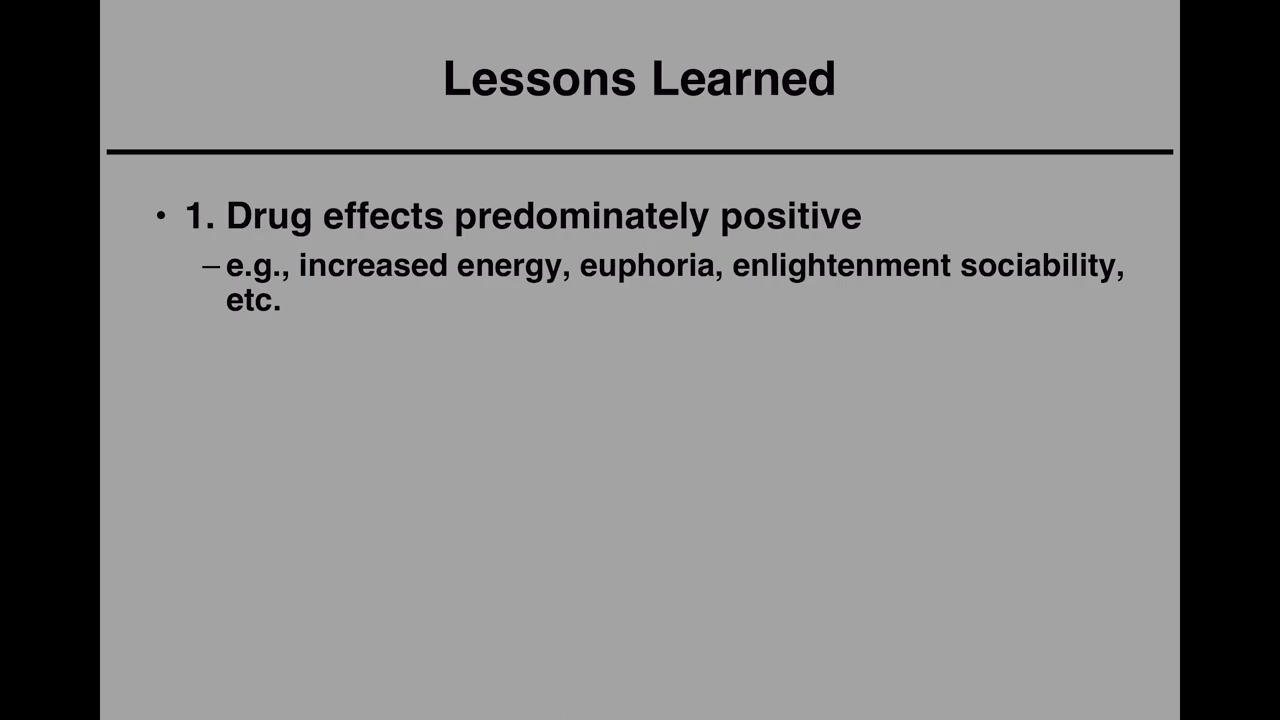 Lessons Learned
• 1. Drug effects predominately positive
– e.g., increased energy, euphoria, enlightenment sociability,
etc.